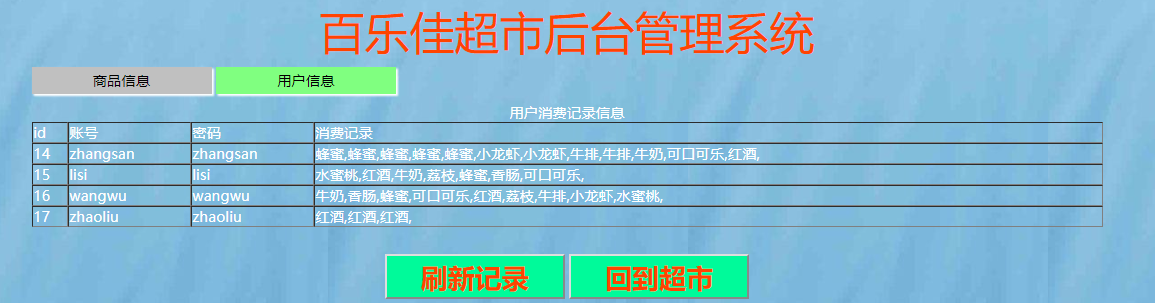 百乐佳超市后台管理系统
商品信息 用户信息
用户消费记录信息
id 账号 密码 消费记录
14 zhangsan zhangsan 蜂蜜,蜂蜜,蜂蜜,蜂蜜,蜂蜜,小龙虾,小龙虾,牛排,牛排,牛奶,可口可乐,红酒,
15 lisi lisi 水蜜桃,红酒,牛奶,荔枝,蜂蜜,香肠,可口可乐,
16 wangwu wangwu 牛奶,香肠,蜂蜜,可口可乐,红酒,荔枝,牛排,小龙虾,水蜜桃,
17 zhaoliu zhaoliu 红酒,红酒,红酒,
刷新记录 回到超市